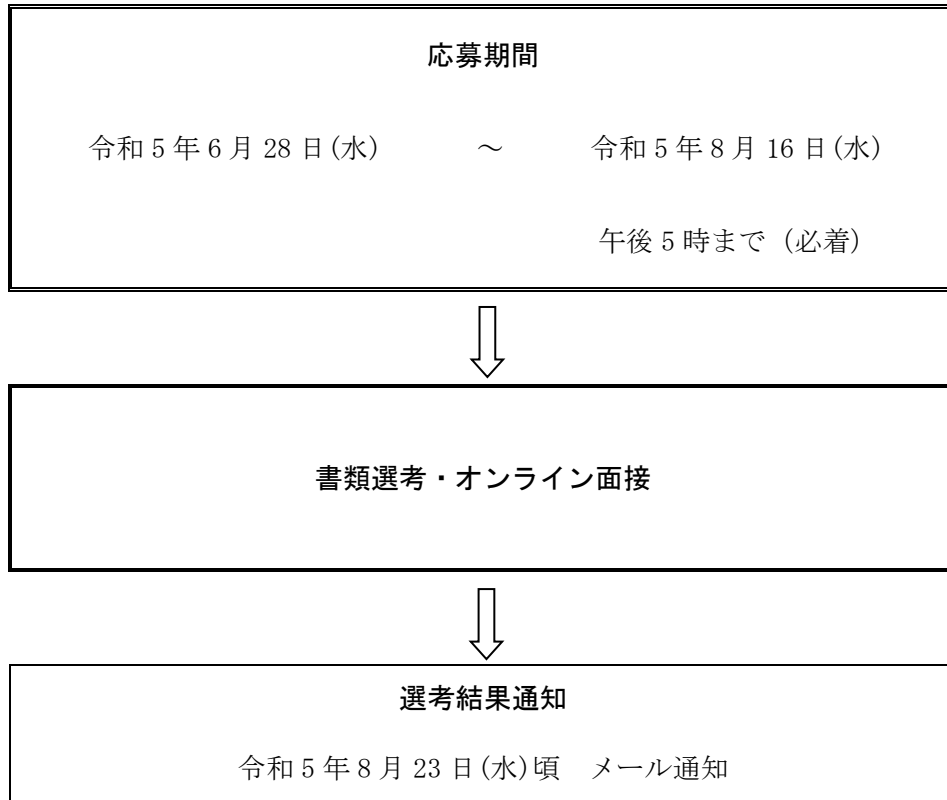 応募期間
令和5年6月28日(水) ～ 令和5年8月16日(水)
午後5時まで (必着)
書類選考・オンライン面接
選考結果通知
令和5年8月23日(水)頃　メール通知